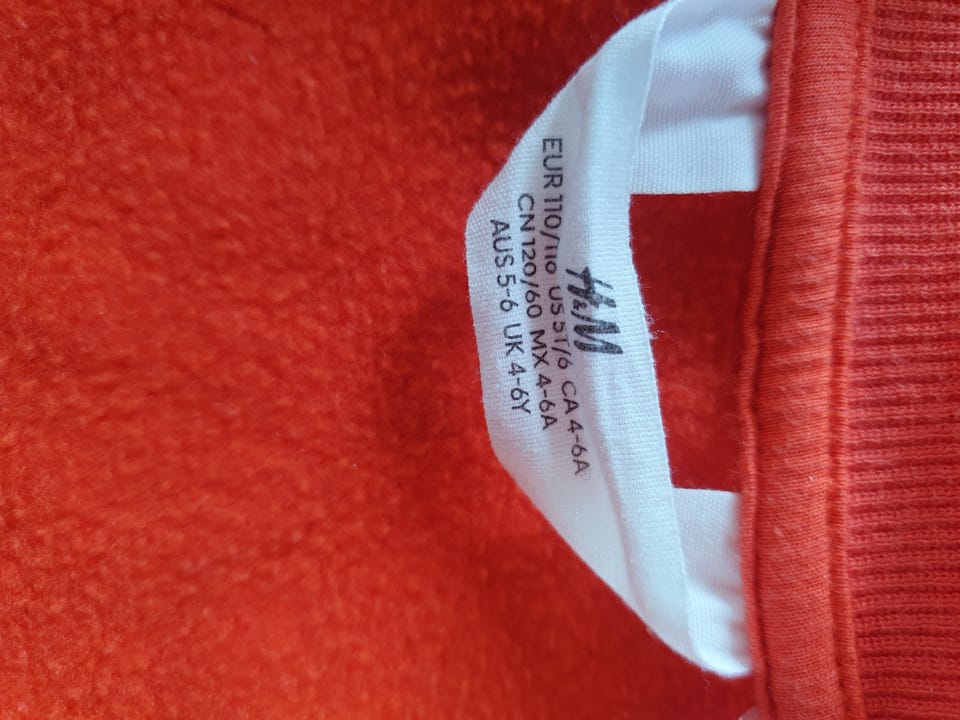 H&M
EUR 110/110 US 5T/6 CA 4-6A
CN 120/60 MX 4-6A
AUS 5-6 UK 4-6Y